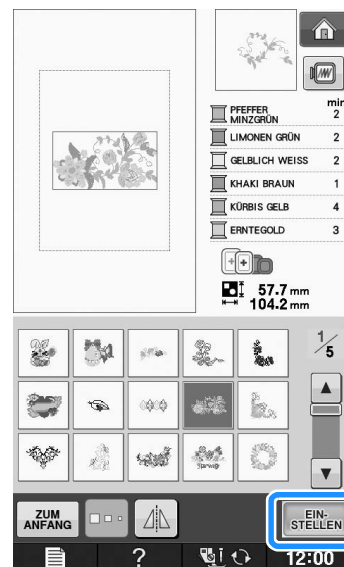 min
PFEFFER
MINZGRÜN 2
LIMONEN GRÜN 2
GELBLICH WEISS 2
KHAKI BRAUN 1
KÜRBIS GELB 4
ERNTEGOLD 3
57.7 mm
104.2 mm
1/5
Spring
ZUM
ANFANG
EIN-
STELLEN
?
12:00